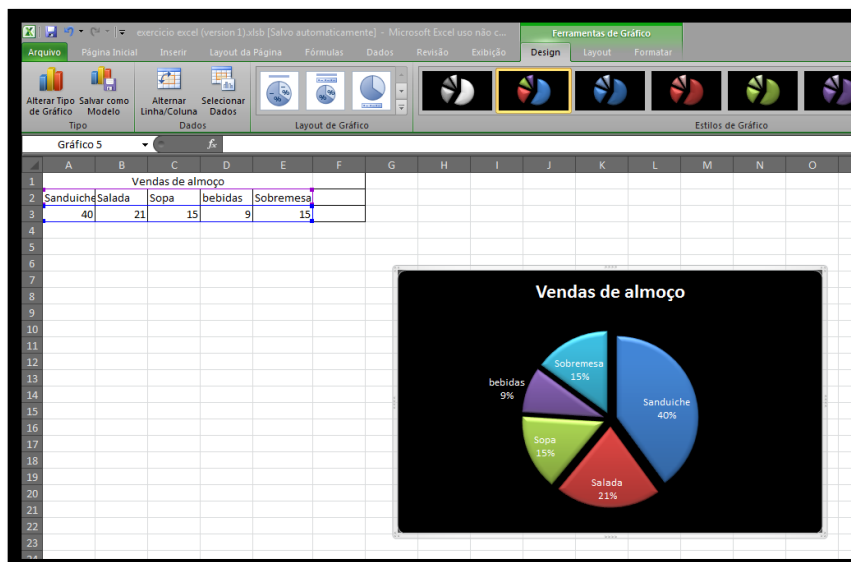 exercicio excel (version 1).xlsb [Salvo automaticamente] - Microsoft Excel uso não c...
Ferramentas de Gráfico
Arquivo Página Inicial Inserir Layout da Página Fórmulas Dados Revisão Exibição Design Layout Formatar
Alterar Tipo de Gráfico
Salvar como Modelo
Alternar Linha/Coluna
Selecionar Dados
Tipo Dados Layout de Gráfico Estilos de Gráfico
Gráfico 5 fx
A B C D E F G H I J K L M N O
1 Vendas de almoço
2 Sanduiche Salada Sopa bebidas Sobremesa
3 40 21 15 9 15
4
5
6
7
8
9
10
11
12
13
14
15
16
17
18
19
20
21
22
23
24
Vendas de almoço
Sobremesa
15%
bebidas
9%
Sanduiche
40%
Sopa
15%
Salada
21%